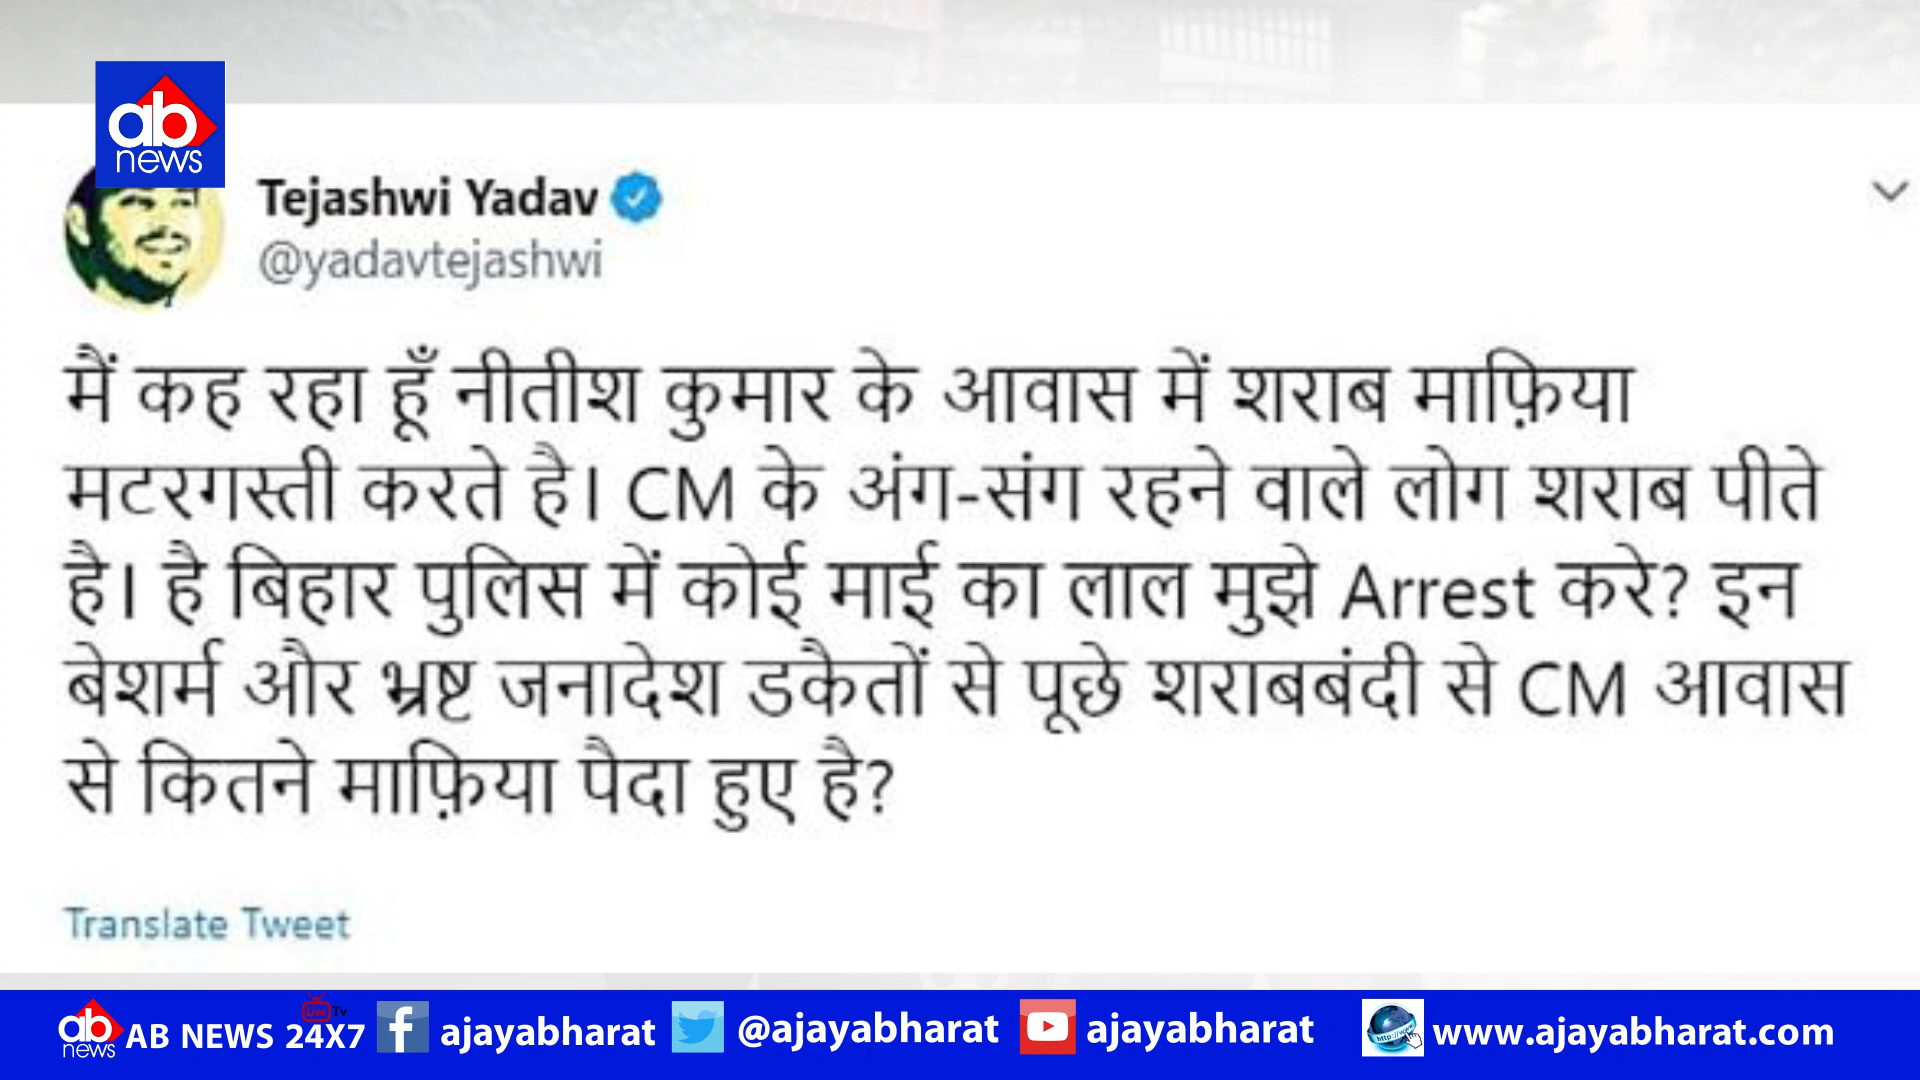 ab
news
Tejashwi Yadav
@yadavtejashwi
मैं कह रहा हूँ नीतीश कुमार के आवास में शराब माफ़िया
मटरगस्ती करते है। CM के अंग-संग रहने वाले लोग शराब पीते
है। है बिहार पुलिस में कोई माई का लाल मुझे Arrest करे? इन
बेशर्म और भ्रष्ट जनादेश डकैतों से पूछे शराबबंदी से CM आवास
से कितने माफ़िया पैदा हुए है?
Translate Tweet
ab
news
AB NEWS 24X7
Live Tv
ajayabharat
@ajayabharat
ajayabharat
www.ajayabharat.com